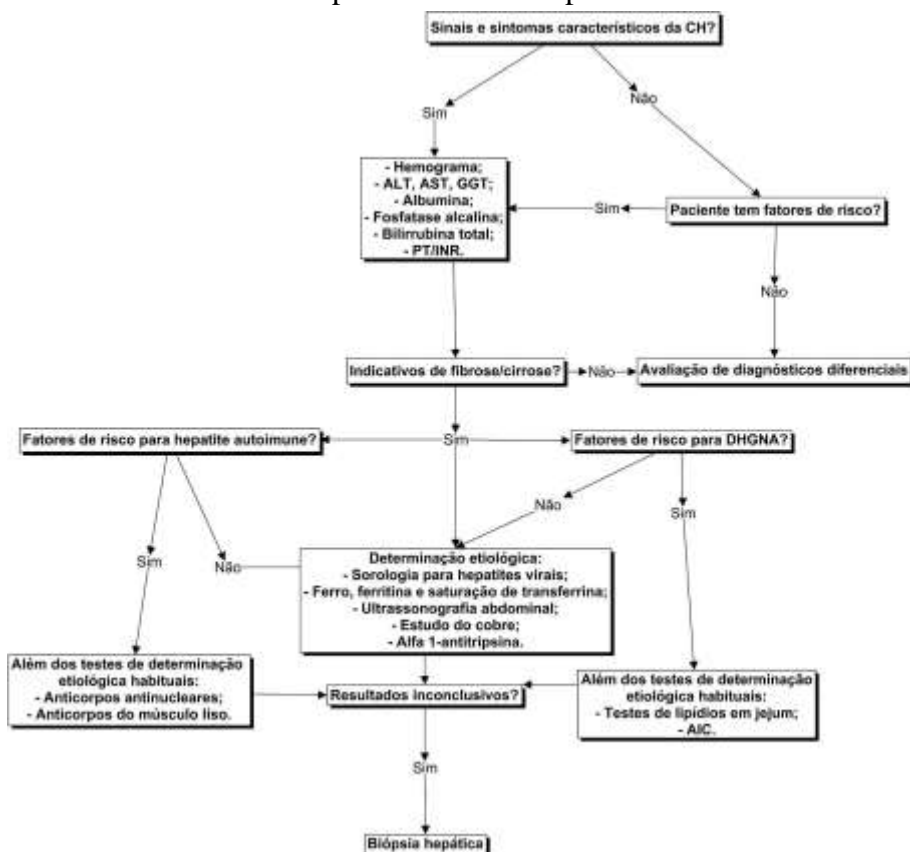 Sinais e sintomas característicos da CH?
Sim
Não
- Hemograma;
- ALT, AST, GGT;
- Albumina;
- Fosfatase alcalina;
- Bilirrubina total;
- PT/INR.
Sim
Paciente tem fatores de risco?
Não
Indicativos de fibrose/cirrose?
Não
Avaliação de diagnósticos diferenciais
Fatores de risco para hepatite autoimune?
Sim
Fatores de risco para DHGNA?
Não
Sim
Sim
Não
Determinação etiológica:
- Sorologia para hepatites virais;
- Ferro, ferritina e saturação de transferrina;
- Ultrassonografia abdominal;
- Estudo do cobre;
- Alfa 1-antitripsina.
Além dos testes de determinação
etiológica habituais:
- Anticorpos antinucleares;
- Anticorpos do músculo liso.
Resultados inconclusivos?
Além dos testes de determinação
etiológica habituais:
- Testes de lipídios em jejum;
- AIC.
Sim
Biópsia hepática